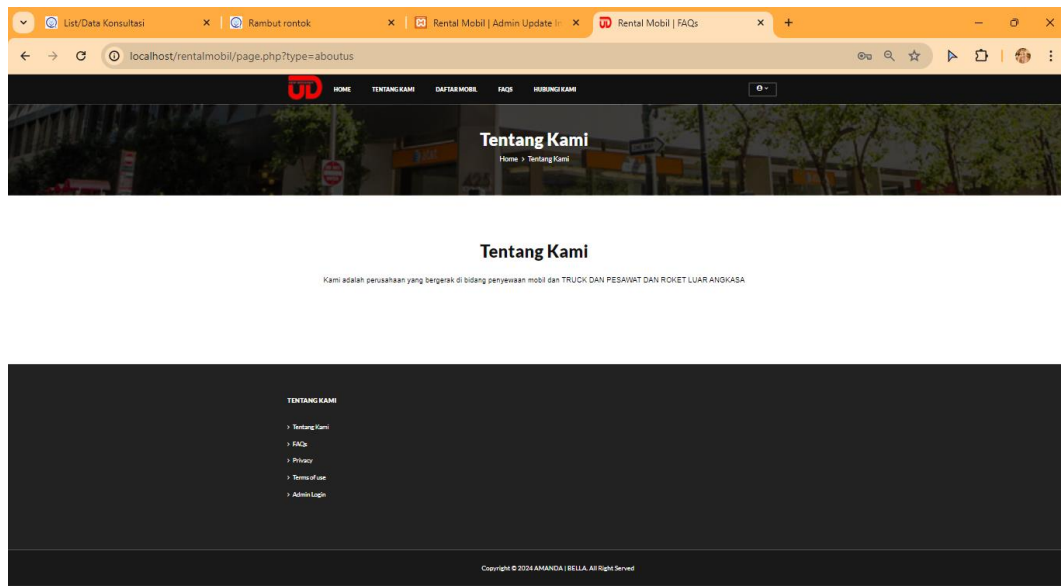 List/Data Konsultasi
Rambut rontok
Rental Mobil | Admin Update I
Rental Mobil | FAQs
localhost/rentalmobil/page.php?type=aboutus
UD
HOME
TENTANG KAMI
DAFTAR MOBIL
FAQS
HUBUNGI KAMI
Tentang Kami
Home > Tentang Kami
Tentang Kami
Kami adalah perusahaan yang bergerak di bidang penyewaan mobil dan TRUCK DAN PESAWAT DAN ROKET LUAR ANGKASA
TENTANG KAMI
> Tentang Kami
> FAQs
> Privacy
> Terms of use
> Admin Login
Copyright © 2024 AMANDA | BELLA. All Right Served